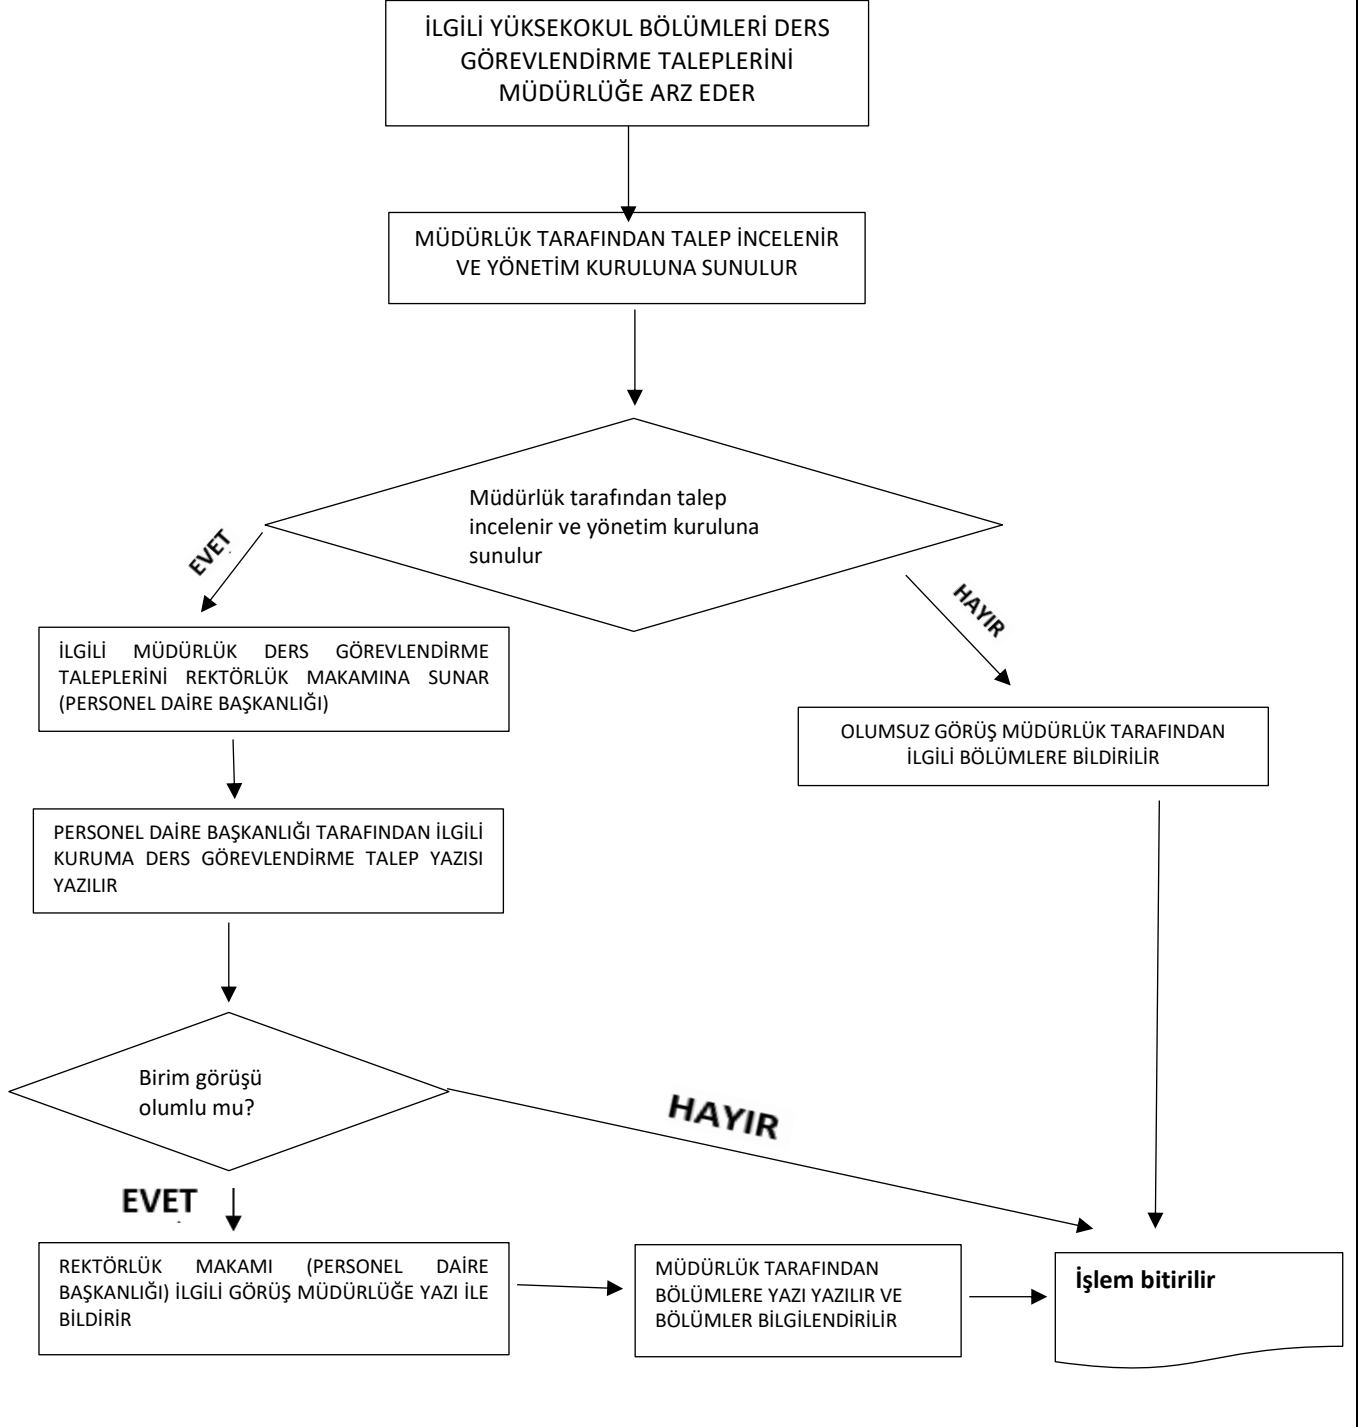 İLGİLİ YÜKSEKOKUL BÖLÜMLERİ DERS
GÖREVLENDİRME TALEPLERİNİ
MÜDÜRLÜĞE ARZ EDER
MÜDÜRLÜK TARAFINDAN TALEP İNCELENİR
VE YÖNETİM KURULUNA SUNULUR
Müdürlük tarafından talep
incelenir ve yönetim kuruluna
sunulur
EVET
HAYIR
İLGİLİ MÜDÜRLÜK DERS GÖREVLENDİRME
TALEPLERİNİ REKTÖRLÜK MAKAMINA SUNAR
(PERSONEL DAİRE BAŞKANLIĞI)
OLUMSUZ GÖRÜŞ MÜDÜRLÜK TARAFINDAN
İLGİLİ BÖLÜMLERE BİLDİRİLİR
PERSONEL DAİRE BAŞKANLIĞI TARAFINDAN İLGİLİ
KURUMA DERS GÖREVLENDİRME TALEP YAZISI
YAZILIR
Birim görüşü
olumlu mu?
HAYIR
EVET
REKTÖRLÜK MAKAMI (PERSONEL DAİRE
BAŞKANLIĞI) İLGİLİ GÖRÜŞ MÜDÜRLÜĞE YAZI İLE
BİLDİRİR
MÜDÜRLÜK TARAFINDAN
BÖLÜMLERE YAZI YAZILIR VE
BÖLÜMLER BİLGİLENDİRİLİR
İşlem bitirilir